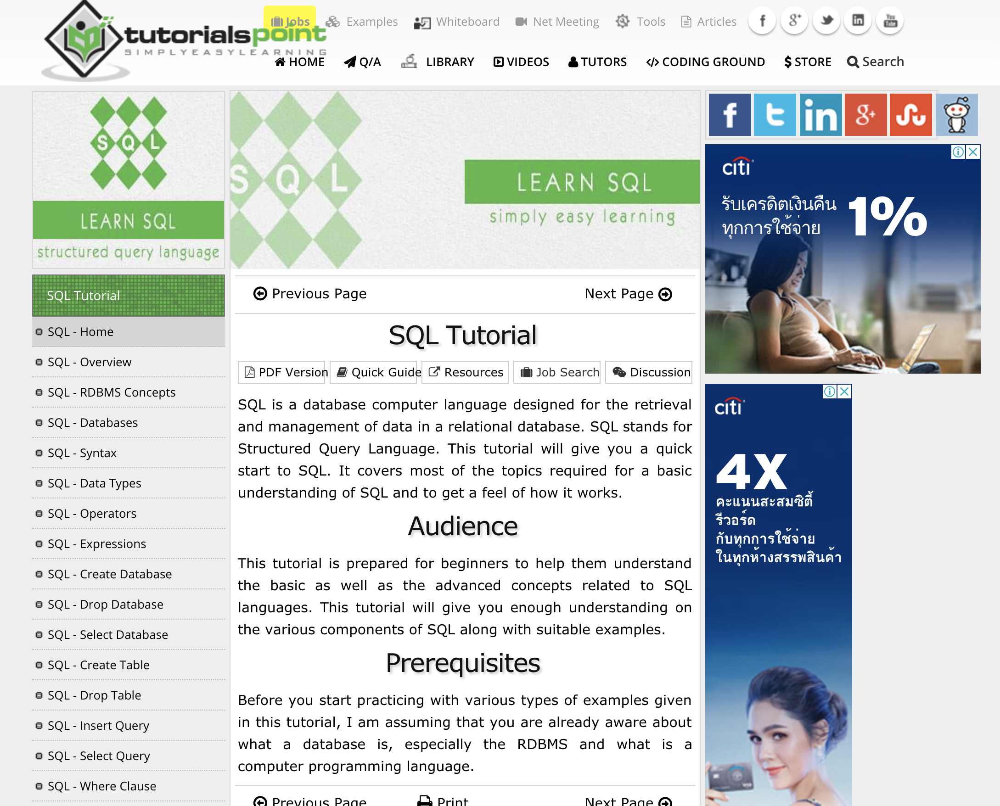 Jobs
Examples
Whiteboard
Net Meeting
Tools
Articles
tutorialspoint
SIMPLYEASYLEARNING
HOME
Q/A
LIBRARY
VIDEOS
TUTORS
CODING GROUND
STORE
Search
S Q L
LEARN SQL
structured query language
SQL Tutorial
SQL - Home
SQL - Overview
SQL - RDBMS Concepts
SQL - Databases
SQL - Syntax
SQL - Data Types
SQL - Operators
SQL - Expressions
SQL - Create Database
SQL - Drop Database
SQL - Select Database
SQL - Create Table
SQL - Drop Table
SQL - Insert Query
SQL - Select Query
SQL - Where Clause
S Q L
LEARN SQL
simply easy learning
Previous Page
Next Page
SQL Tutorial
PDF Version
Quick Guide
Resources
Job Search
Discussion
SQL is a database computer language designed for the retrieval
and management of data in a relational database. SQL stands for
Structured Query Language. This tutorial will give you a quick
start to SQL. It covers most of the topics required for a basic
understanding of SQL and to get a feel of how it works.
Audience
This tutorial is prepared for beginners to help them understand
the basic as well as the advanced concepts related to SQL
languages. This tutorial will give you enough understanding on
the various components of SQL along with suitable examples.
Prerequisites
Before you start practicing with various types of examples given
in this tutorial, I am assuming that you are already aware about
what a database is, especially the RDBMS and what is a
computer programming language.
Previous Page
Print
Next Page
citi
รับเครดิตเงินคืน
ทุกการใช้จ่าย
1%
citi
4X
คะแนนสะสมซิตี้
รีวอร์ด
กับทุกการใช้จ่าย
ในทุกห้างสรรพสินค้า